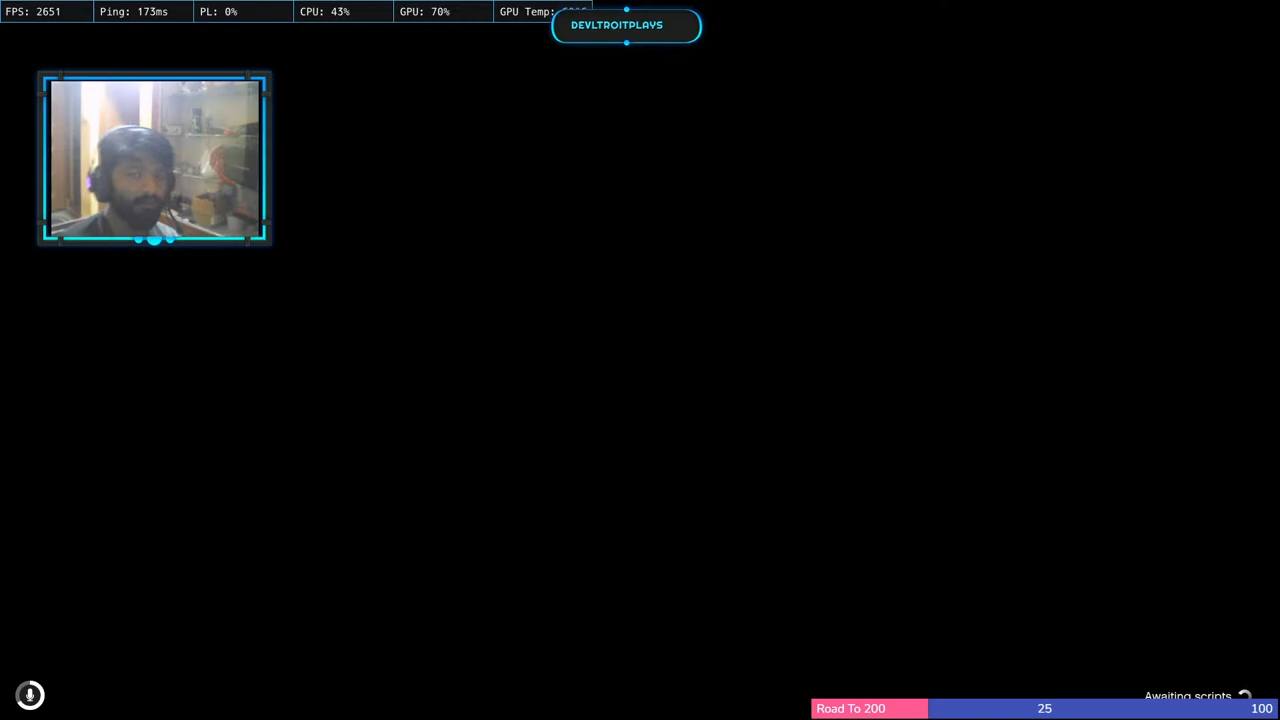 FPS: 2651 Ping: 173ms PL: 0% CPU: 43% GPU: 70% GPU Temp:
DEVLTROITPLAYS
Awaiting scripts
Road To 200 25 100